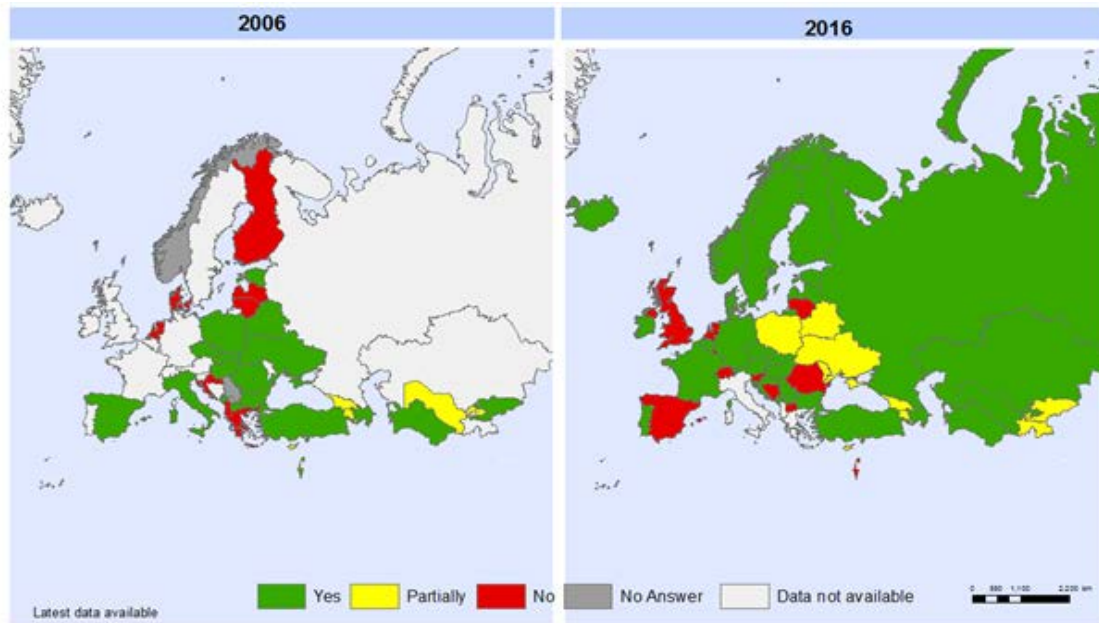 2006
2016
Yes
Partially
No
No Answer
Data not available
Latest data available